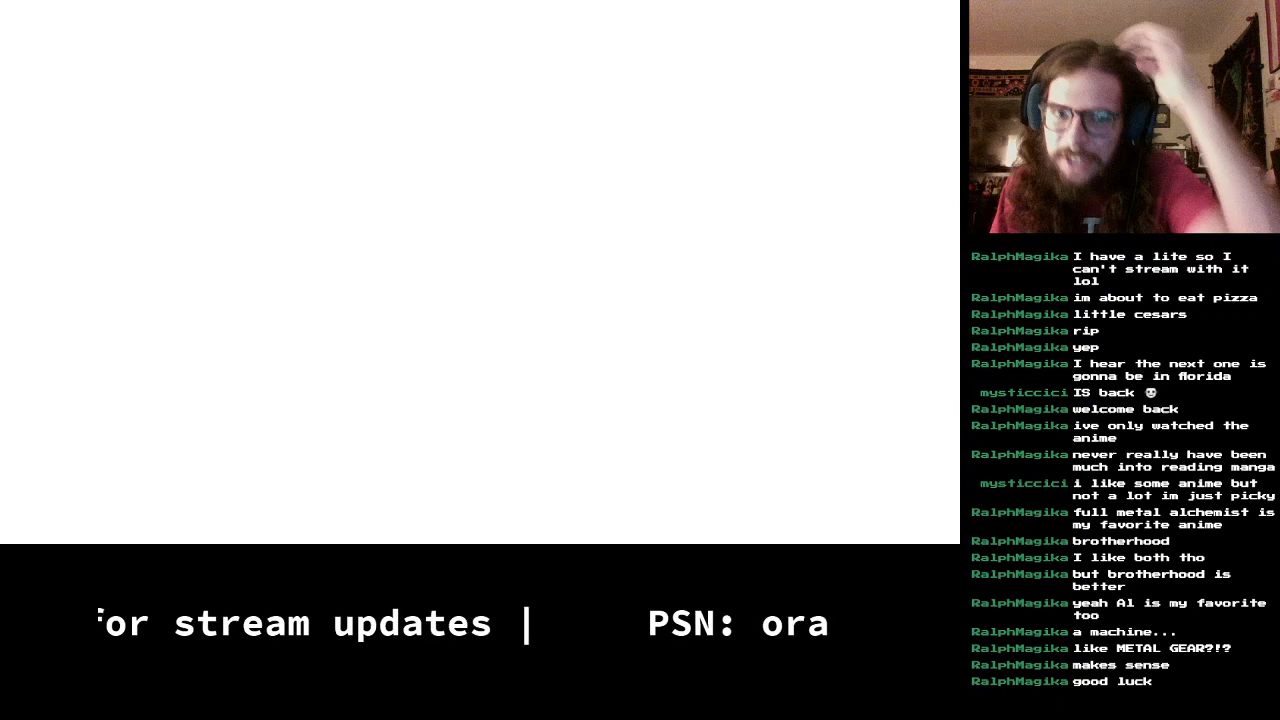 RalphMagika I have a lite so I
can't stream with it
lol
RalphMagika im about to eat pizza
RalphMagika little cesars
RalphMagika rip
RalphMagika yep
RalphMagika I hear the next one is
gonna be in florida
mysticcici IS back
RalphMagika welcome back
RalphMagika ive only watched the
anime
RalphMagika never really have been
much into reading manga
mysticcici i like some anime but
not a lot im just picky
RalphMagika full metal alchemist is
my favorite anime
RalphMagika brotherhood
RalphMagika I like both tho
RalphMagika but brotherhood is
better
RalphMagika yeah Al is my favorite
too
RalphMagika a machine...
RalphMagika like METAL GEAR?!?
RalphMagika makes sense
RalphMagika good luck
for stream updates | PSN: ora